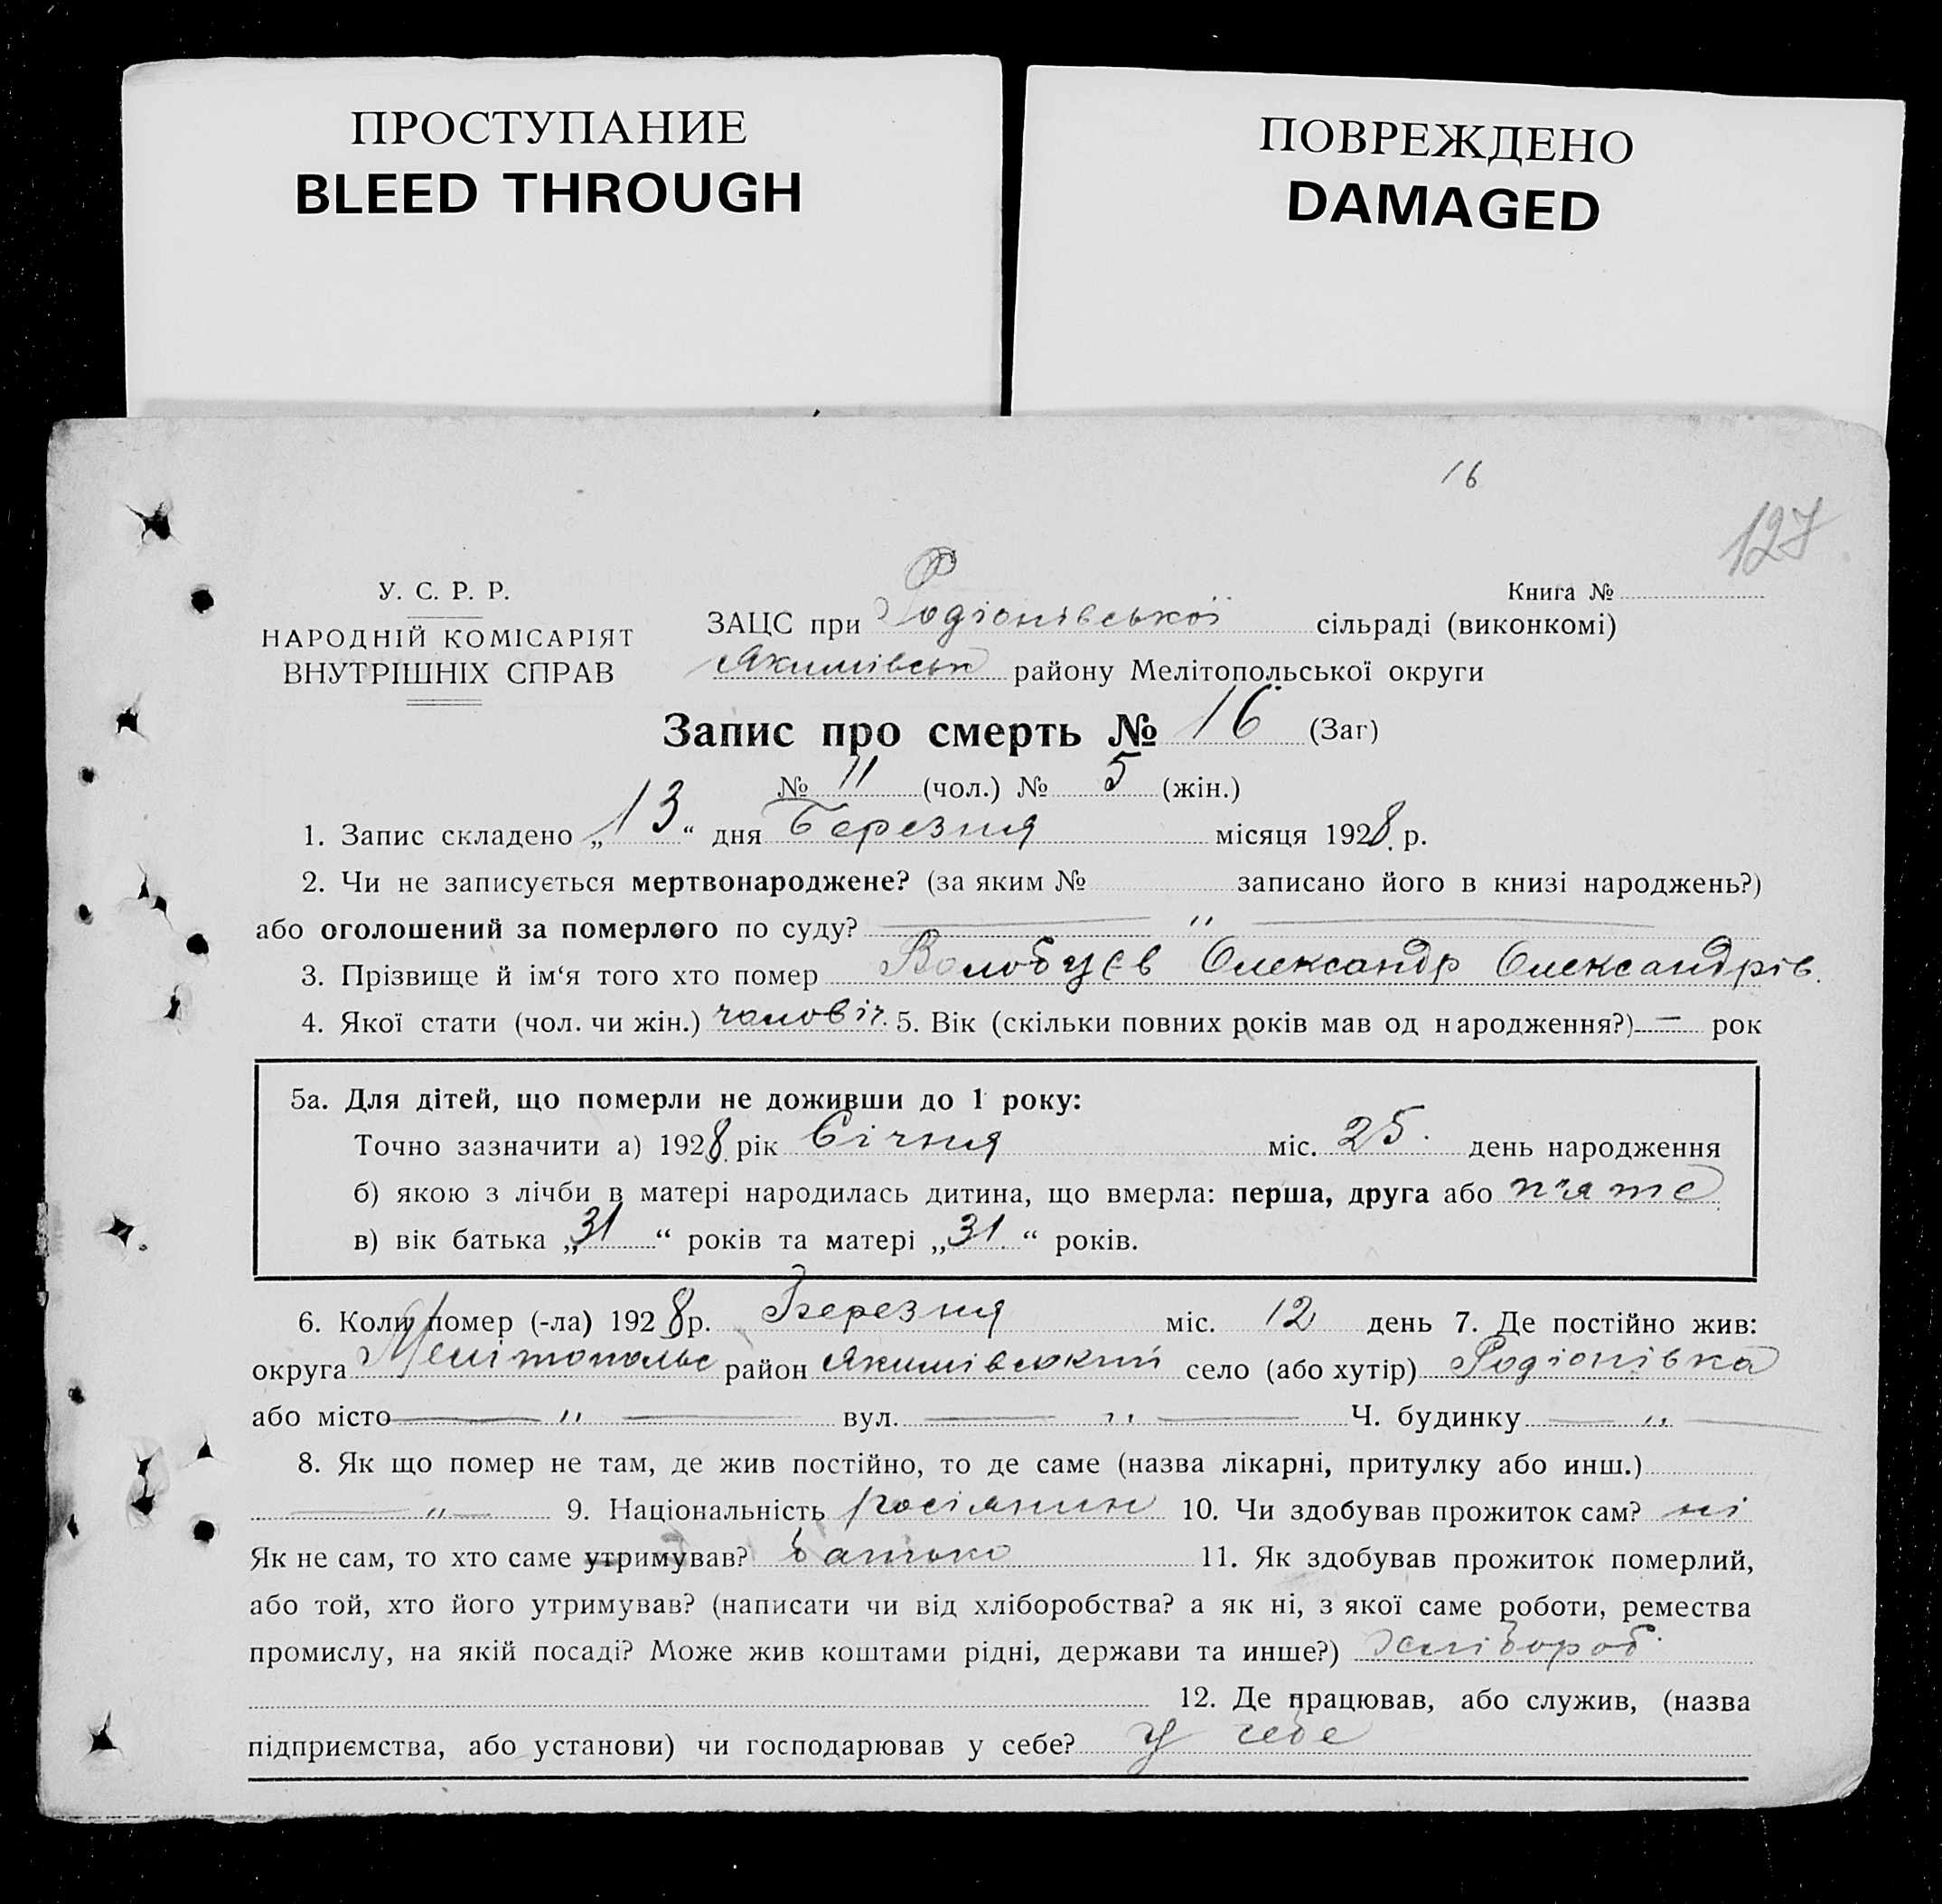 ПРОСТУПАНИЕ
BLEED THROUGH
ПОВРЕЖДЕНО
DAMAGED
16
127
У. С. Р. Р.
НАРОДНІЙ КОМІСАРІЯТ
ВНУТРІШНІХ СПРАВ
Книга №
ЗАЦС при Родіонівської сільраді (виконкомі)
Якимівськ району Мелітопольської округи
Запис про смерть № 16 (Заг)
№ 11 (чол.) № 5 (жін.)
1. Запис складено „13“ дня Березня місяця 1928 р.
2. Чи не записується мертвонароджене? (за яким № записано його в книзі народжень?)
або оголошений за померлого по суду? — „ —
3. Прізвище й ім‘я того хто помер Волобуєв Олександр Олександрів.
4. Якої стати (чол. чи жін.) чоловіч. 5. Вік (скільки повних років мав од народження?) — рок
5а. Для дітей, що померли не доживши до 1 року:
Точно зазначити а) 1928 рік Січня міс. 25. день народження
б) якою з лічби в матері народилась дитина, що вмерла: перша, друга або пяте
в) вік батька „31“ років та матері „31“ років.
6. Коли помер (-ла) 1928 р. Березня міс. 12 день 7. Де постійно жив:
округа Мелітопольс район Якимівський село (або хутір) Родіонівка
або місто — „ — вул. — „ — Ч. будинку — „ —
8. Як що помер не там, де жив постійно, то де саме (назва лікарні, притулку або инш.)
— „ — 9. Національність росіянин 10. Чи здобував прожиток сам? ні
Як не сам, то хто саме утримував? батько 11. Як здобував прожиток померлий,
або той, хто його утримував? (написати чи від хліборобства? а як ні, з якої саме роботи, ремества
промислу, на якій посаді? Може жив коштами рідні, держави та инше?) Хлібороб.
12. Де працював, або служив, (назва
підприємства, або установи) чи господарював у себе? У себе